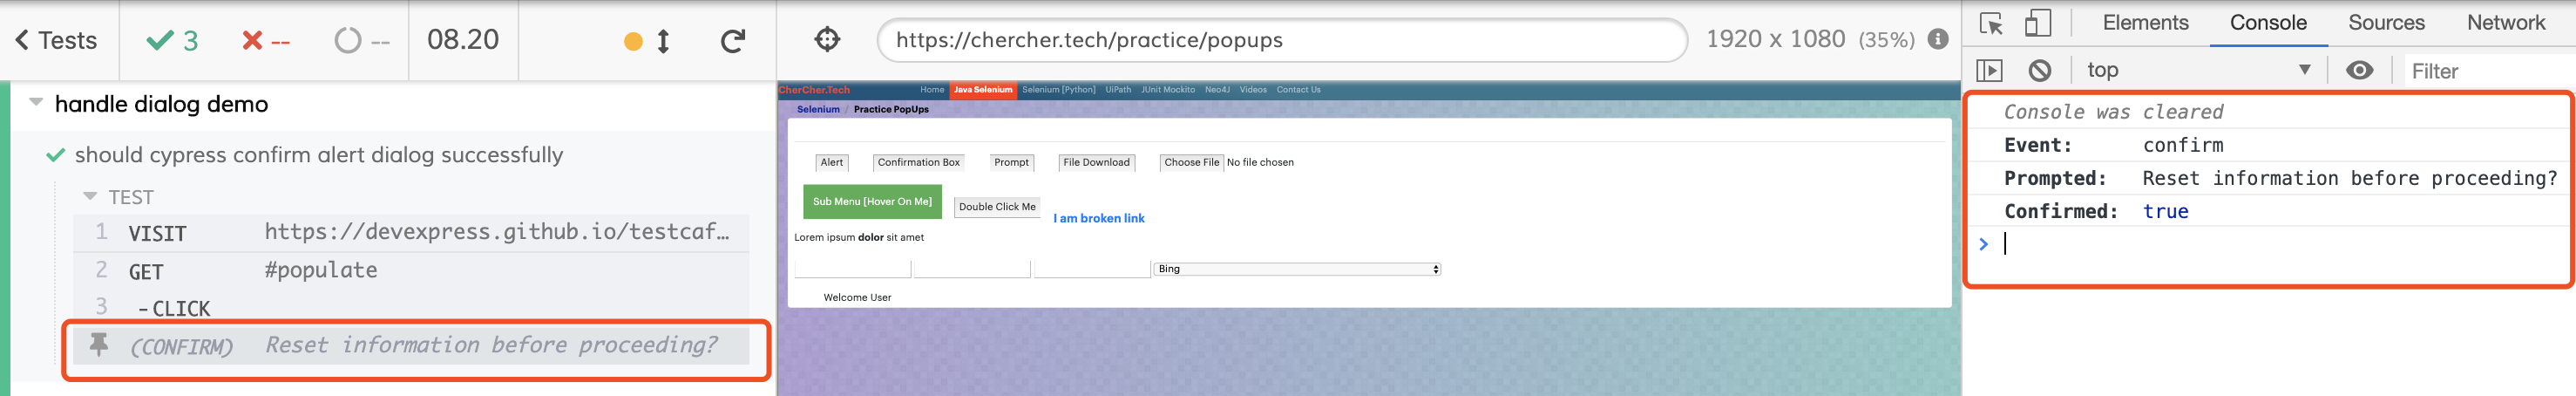 Tests 3 -- -- 08.20
handle dialog demo
should cypress confirm alert dialog successfully
TEST
1 VISIT https://devexpress.github.io/testcaf…
2 GET #populate
3 -CLICK
(CONFIRM) Reset information before proceeding?
https://chercher.tech/practice/popups 1920 x 1080 (35%)
CherCher.Tech Home Java Selenium Selenium [Python] UiPath JUnit Mockito Neo4J Videos Contact Us
Selenium / Practice PopUps
Alert Confirmation Box Prompt File Download Choose File No file chosen
Sub Menu [Hover On Me] Double Click Me I am broken link
Lorem ipsum dolor sit amet
Bing
Welcome User
Elements Console Sources Network
top Filter
Console was cleared
Event: confirm
Prompted: Reset information before proceeding?
Confirmed: true
>